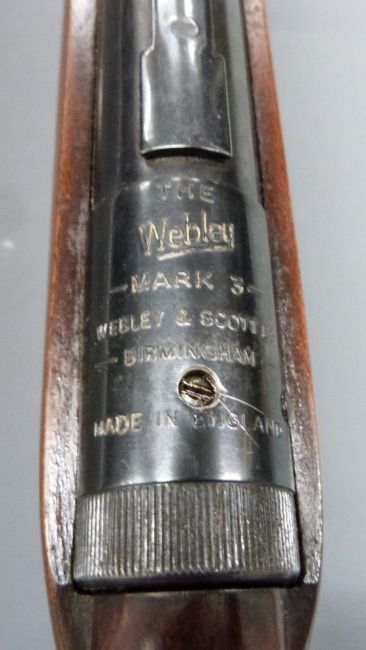 THE
Webley
-MARK 3-
WEBLEY & SCOTT
-BIRMINGHAM-
MADE IN ENGLAND